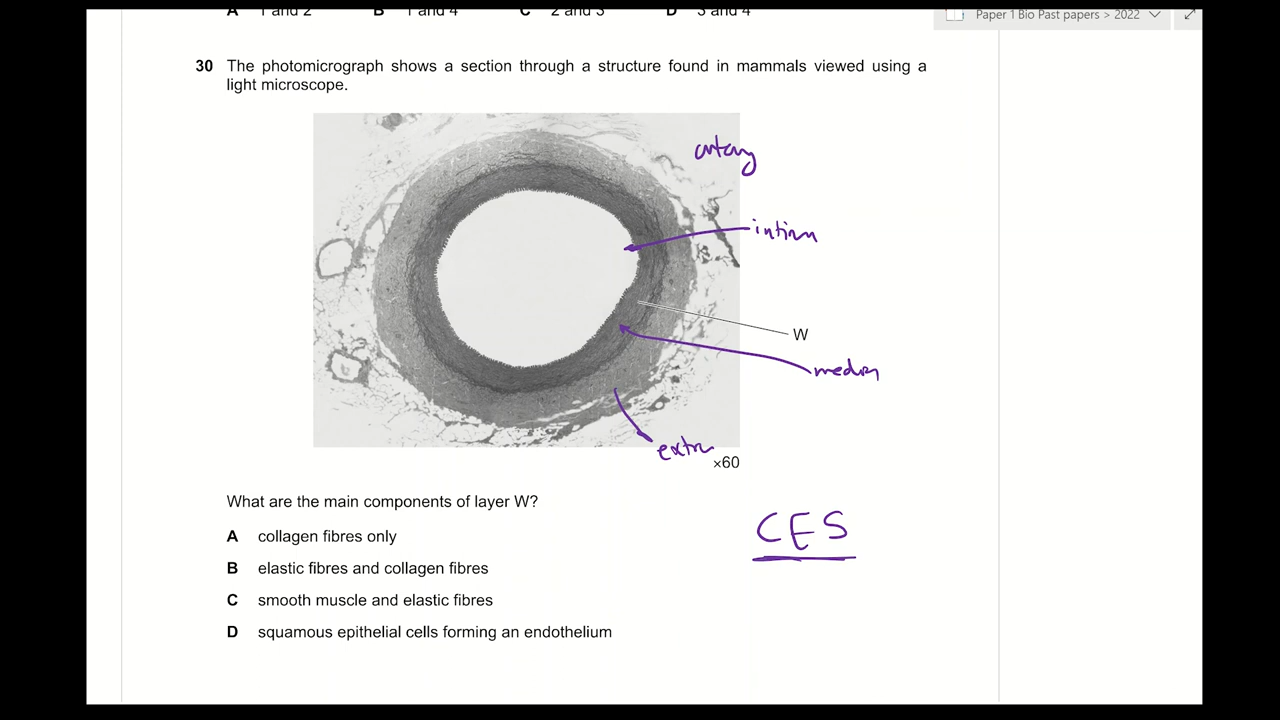 A 1 and 2 B 1 and 4 C 2 and 3 D 3 and 4
Paper 1 Bio Past papers > 2022
30 The photomicrograph shows a section through a structure found in mammals viewed using a
light microscope.
artery
intima
W
media
extr
×60
What are the main components of layer W?
CES
A collagen fibres only
B elastic fibres and collagen fibres
C smooth muscle and elastic fibres
D squamous epithelial cells forming an endothelium